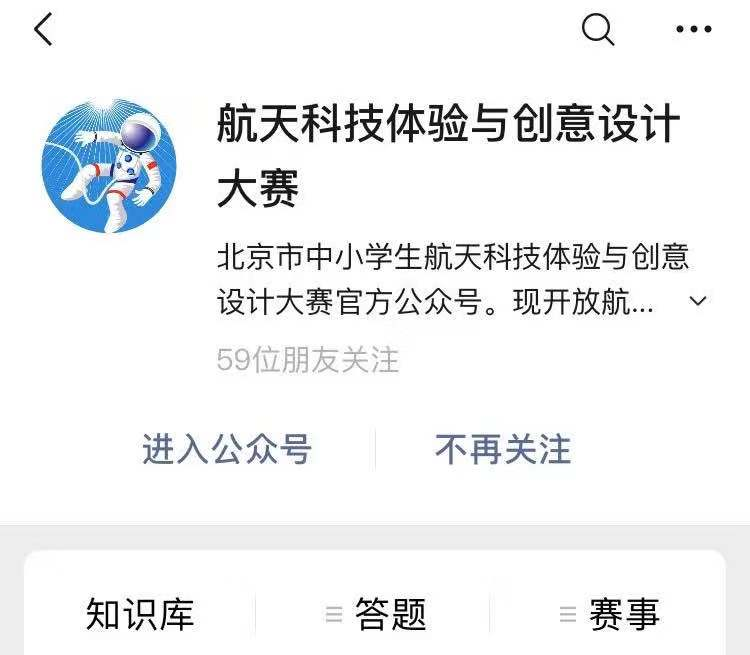 航天科技体验与创意设计
大赛
北京市中小学生航天科技体验与创意
设计大赛官方公众号。现开放航...
59位朋友关注
进入公众号
不再关注
知识库
答题
赛事